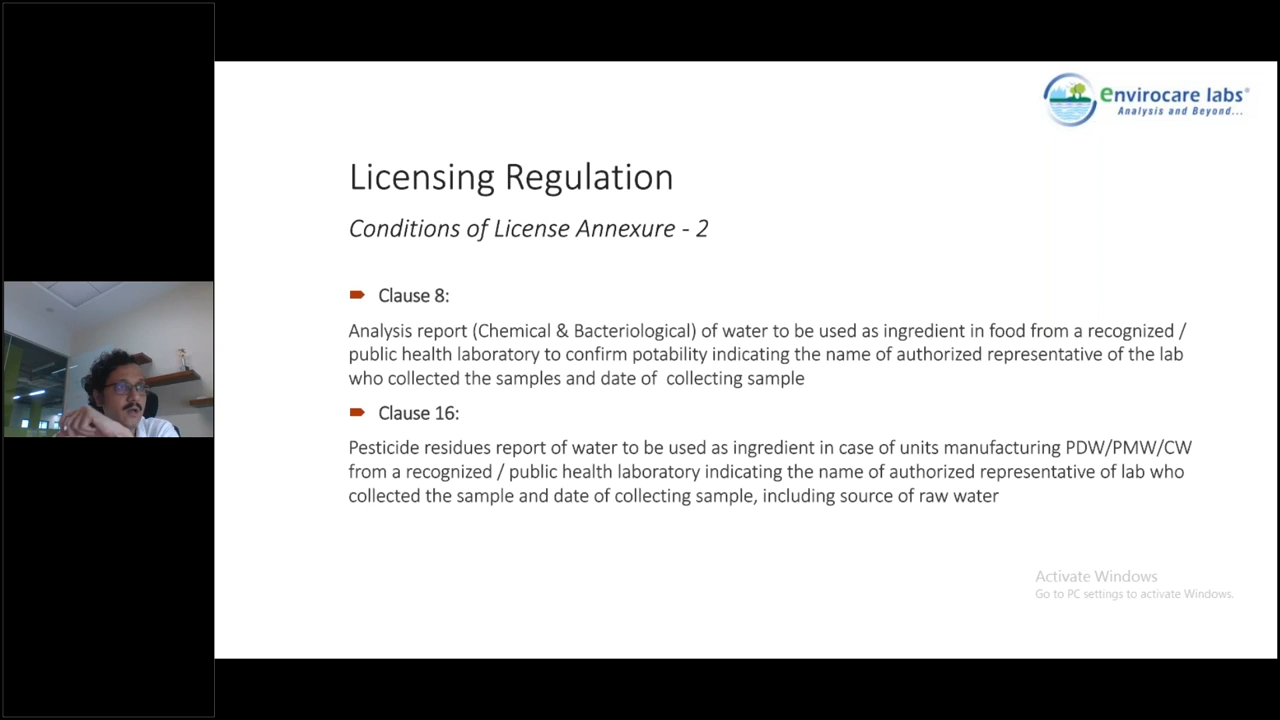 envirocare labs®
Analysis and Beyond...
Licensing Regulation
Conditions of License Annexure - 2
Clause 8:
Analysis report (Chemical & Bacteriological) of water to be used as ingredient in food from a recognized /
public health laboratory to confirm potability indicating the name of authorized representative of the lab
who collected the samples and date of collecting sample
Clause 16:
Pesticide residues report of water to be used as ingredient in case of units manufacturing PDW/PMW/CW
from a recognized / public health laboratory indicating the name of authorized representative of lab who
collected the sample and date of collecting sample, including source of raw water
Activate Windows
Go to PC settings to activate Windows.